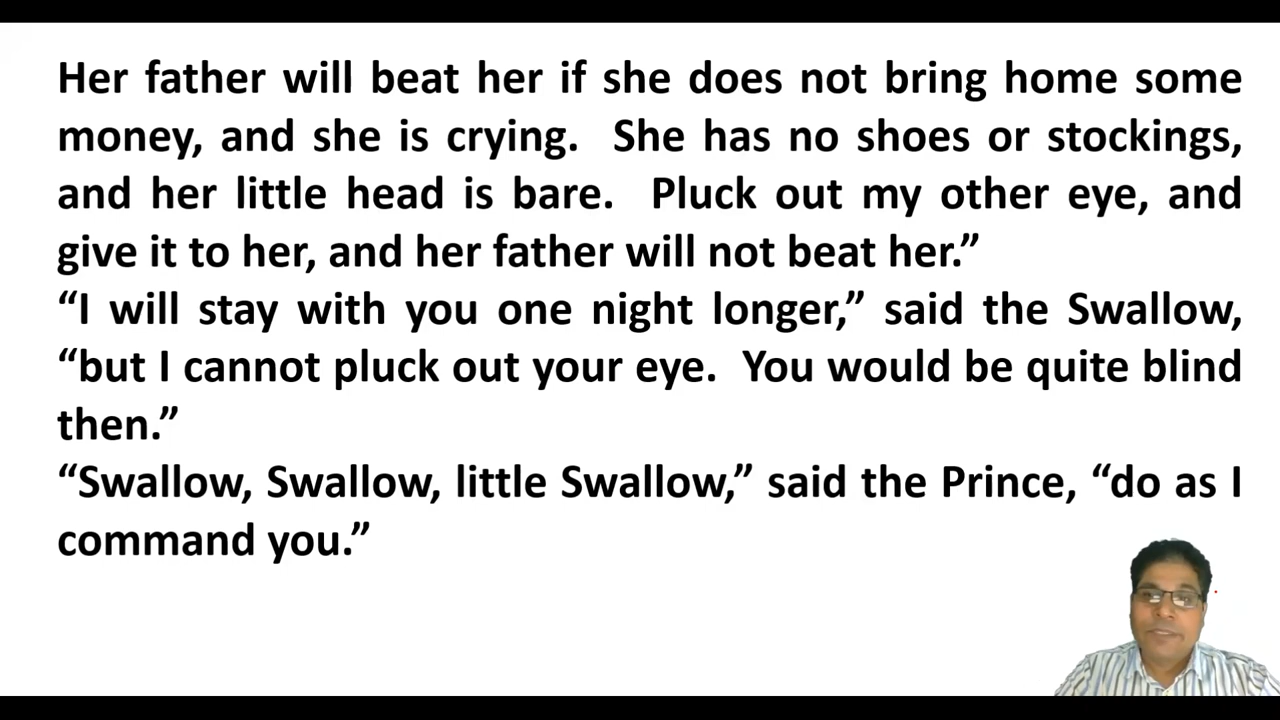 Her father will beat her if she does not bring home some
money, and she is crying.  She has no shoes or stockings,
and her little head is bare.  Pluck out my other eye, and
give it to her, and her father will not beat her.”
“I will stay with you one night longer,” said the Swallow,
“but I cannot pluck out your eye.  You would be quite blind
then.”
“Swallow, Swallow, little Swallow,” said the Prince, “do as I
command you.”